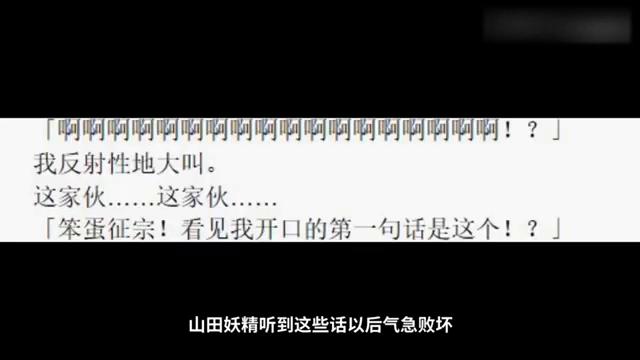 「啊啊啊啊啊啊啊啊啊啊啊啊啊啊啊啊啊啊！？」
我反射性地大叫。
这家伙……这家伙……
「笨蛋征宗！看见我开口的第一句话是这个！？」
山田妖精听到这些话以后气急败坏